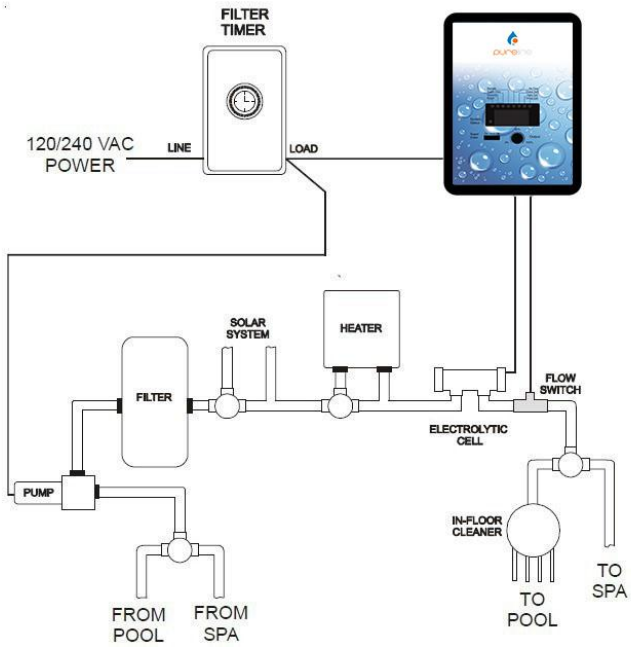 FILTER
TIMER
pureline
120/240 VAC
POWER
LINE
LOAD
SOLAR
SYSTEM
HEATER
FILTER
FLOW
SWITCH
ELECTROLYTIC
CELL
PUMP
IN-FLOOR
CLEANER
FROM
POOL
FROM
SPA
TO
POOL
TO
SPA